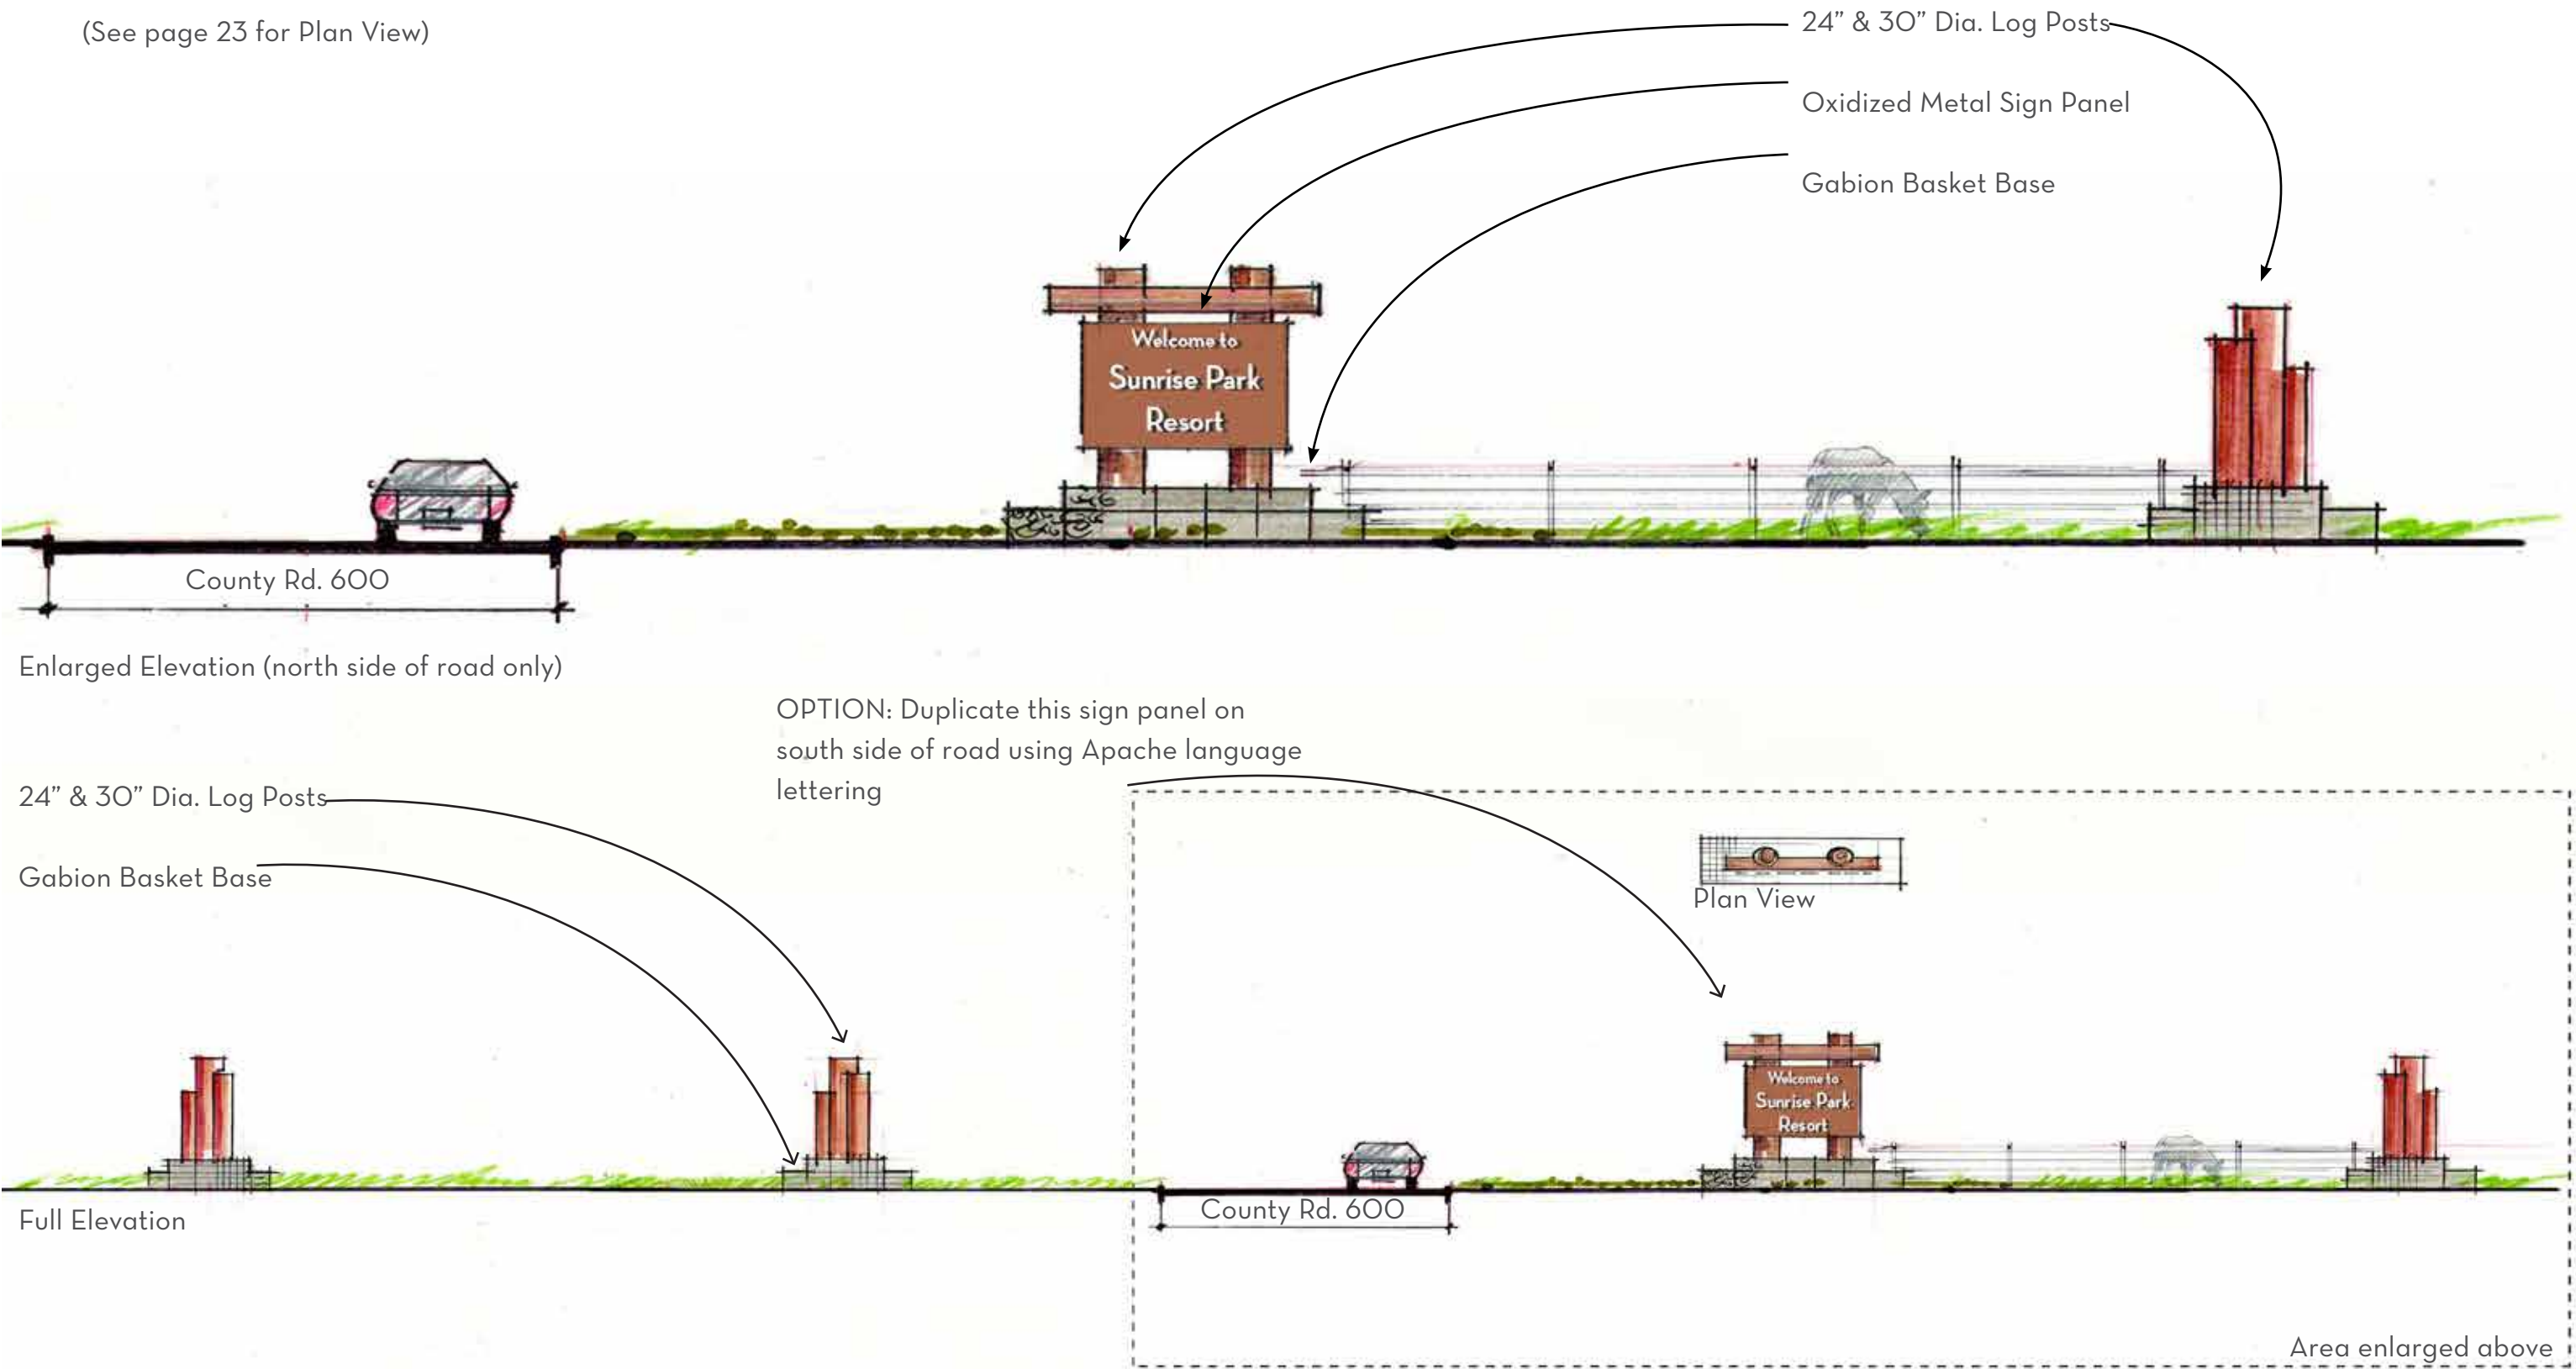 (See page 23 for Plan View)
24” & 30” Dia. Log Posts
Oxidized Metal Sign Panel
Gabion Basket Base
Welcome to
Sunrise Park
Resort
County Rd. 600
Enlarged Elevation (north side of road only)
OPTION: Duplicate this sign panel on
south side of road using Apache language
lettering
24” & 30” Dia. Log Posts
Gabion Basket Base
Plan View
Welcome to
Sunrise Park
Resort
County Rd. 600
Full Elevation
Area enlarged above